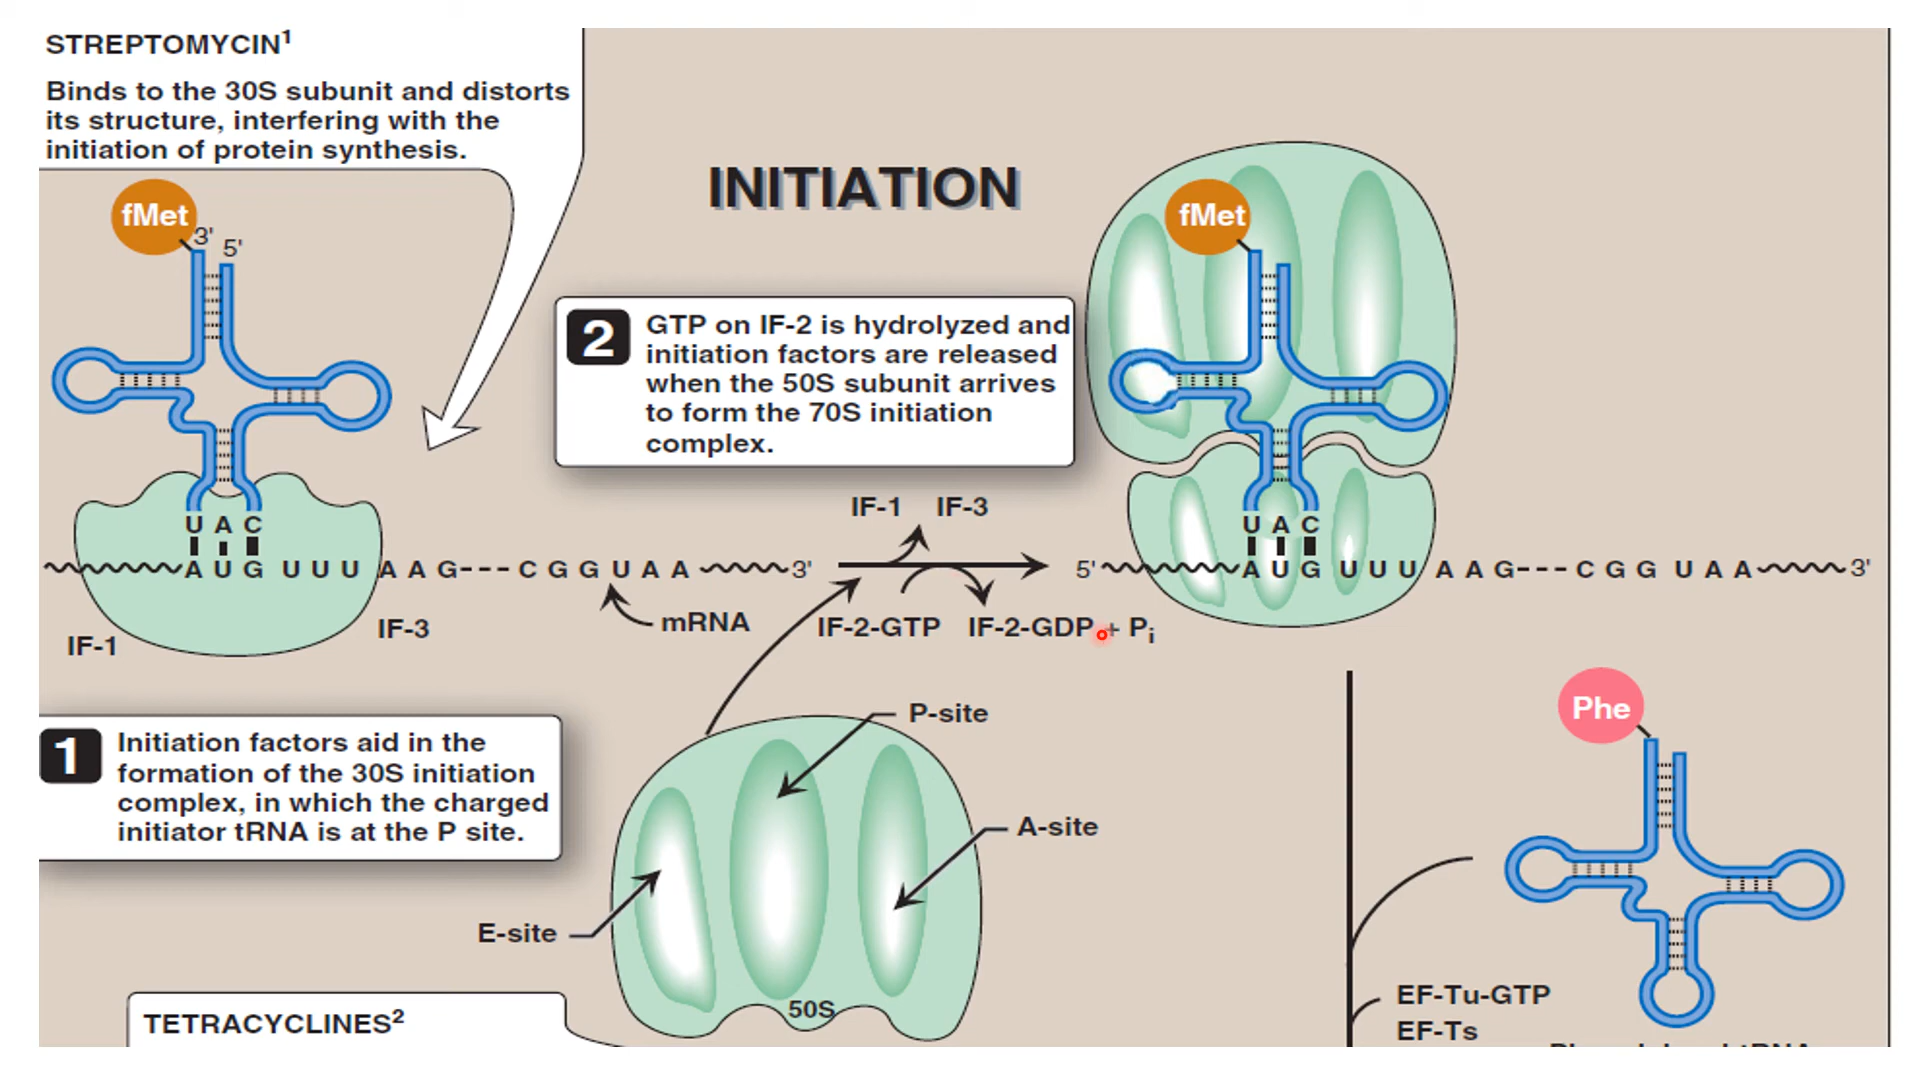 STREPTOMYCIN¹
Binds to the 30S subunit and distorts
its structure, interfering with the
initiation of protein synthesis.
INITIATION
fMet
3'
5'
U A C
A U G U U U A A G---C G G U A A
3'
IF-1
IF-3
mRNA
2
GTP on IF-2 is hydrolyzed and
initiation factors are released
when the 50S subunit arrives
to form the 70S initiation
complex.
IF-1 IF-3
IF-2-GTP IF-2-GDP + Pi
fMet
U A C
5'
A U G U U U A A G---C G G U A A
3'
1
Initiation factors aid in the
formation of the 30S initiation
complex, in which the charged
initiator tRNA is at the P site.
P-site
A-site
E-site
50S
Phe
EF-Tu-GTP
EF-Ts
TETRACYCLINES²